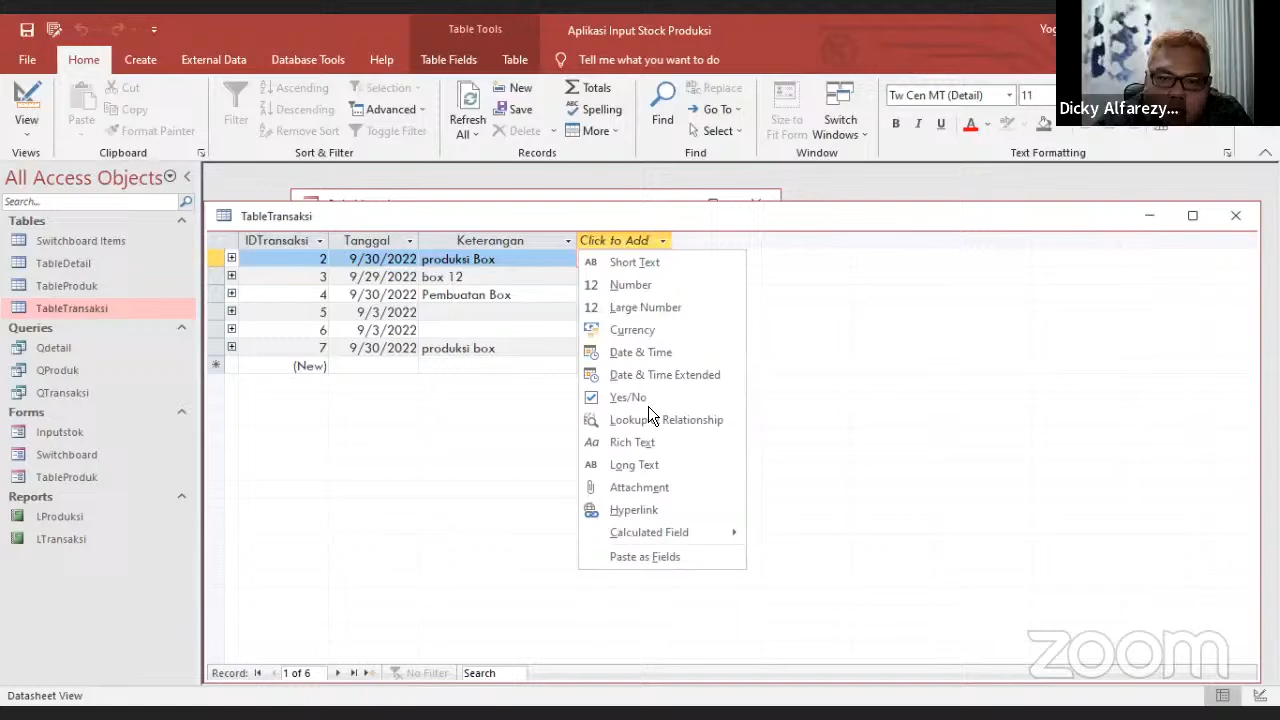 Table Tools
Aplikasi Input Stock Produksi
Yog
File
Home
Create
External Data
Database Tools
Help
Table Fields
Table
Tell me what you want to do
Dicky Alfarezy...
View
Views
Paste
Cut
Copy
Format Painter
Clipboard
Filter
Ascending
Descending
Remove Sort
Selection
Advanced
Toggle Filter
Sort & Filter
Refresh
All
New
Save
Delete
Totals
Spelling
More
Records
Find
Replace
Go To
Select
Find
Size to
Fit Form
Switch
Windows
Window
Tw Cen MT (Detail)
11
B I U A
Text Formatting
All Access Objects
Search...
Tables
Switchboard Items
TableDetail
TableProduk
TableTransaksi
Queries
Qdetail
QProduk
QTransaksi
Forms
Inputstok
Switchboard
TableProduk
Reports
LProduksi
LTransaksi
TableTransaksi
IDTransaksi Tanggal Keterangan Click to Add
2 9/30/2022 produksi Box
3 9/29/2022 box 12
4 9/30/2022 Pembuatan Box
5 9/3/2022
6 9/3/2022
7 9/30/2022 produksi box
(New)
AB Short Text
12 Number
12 Large Number
Currency
Date & Time
Date & Time Extended
Yes/No
Lookup Relationship
Aa Rich Text
AB Long Text
Attachment
Hyperlink
Calculated Field
Paste as Fields
Record: 1 of 6 No Filter Search
zoom
Datasheet View